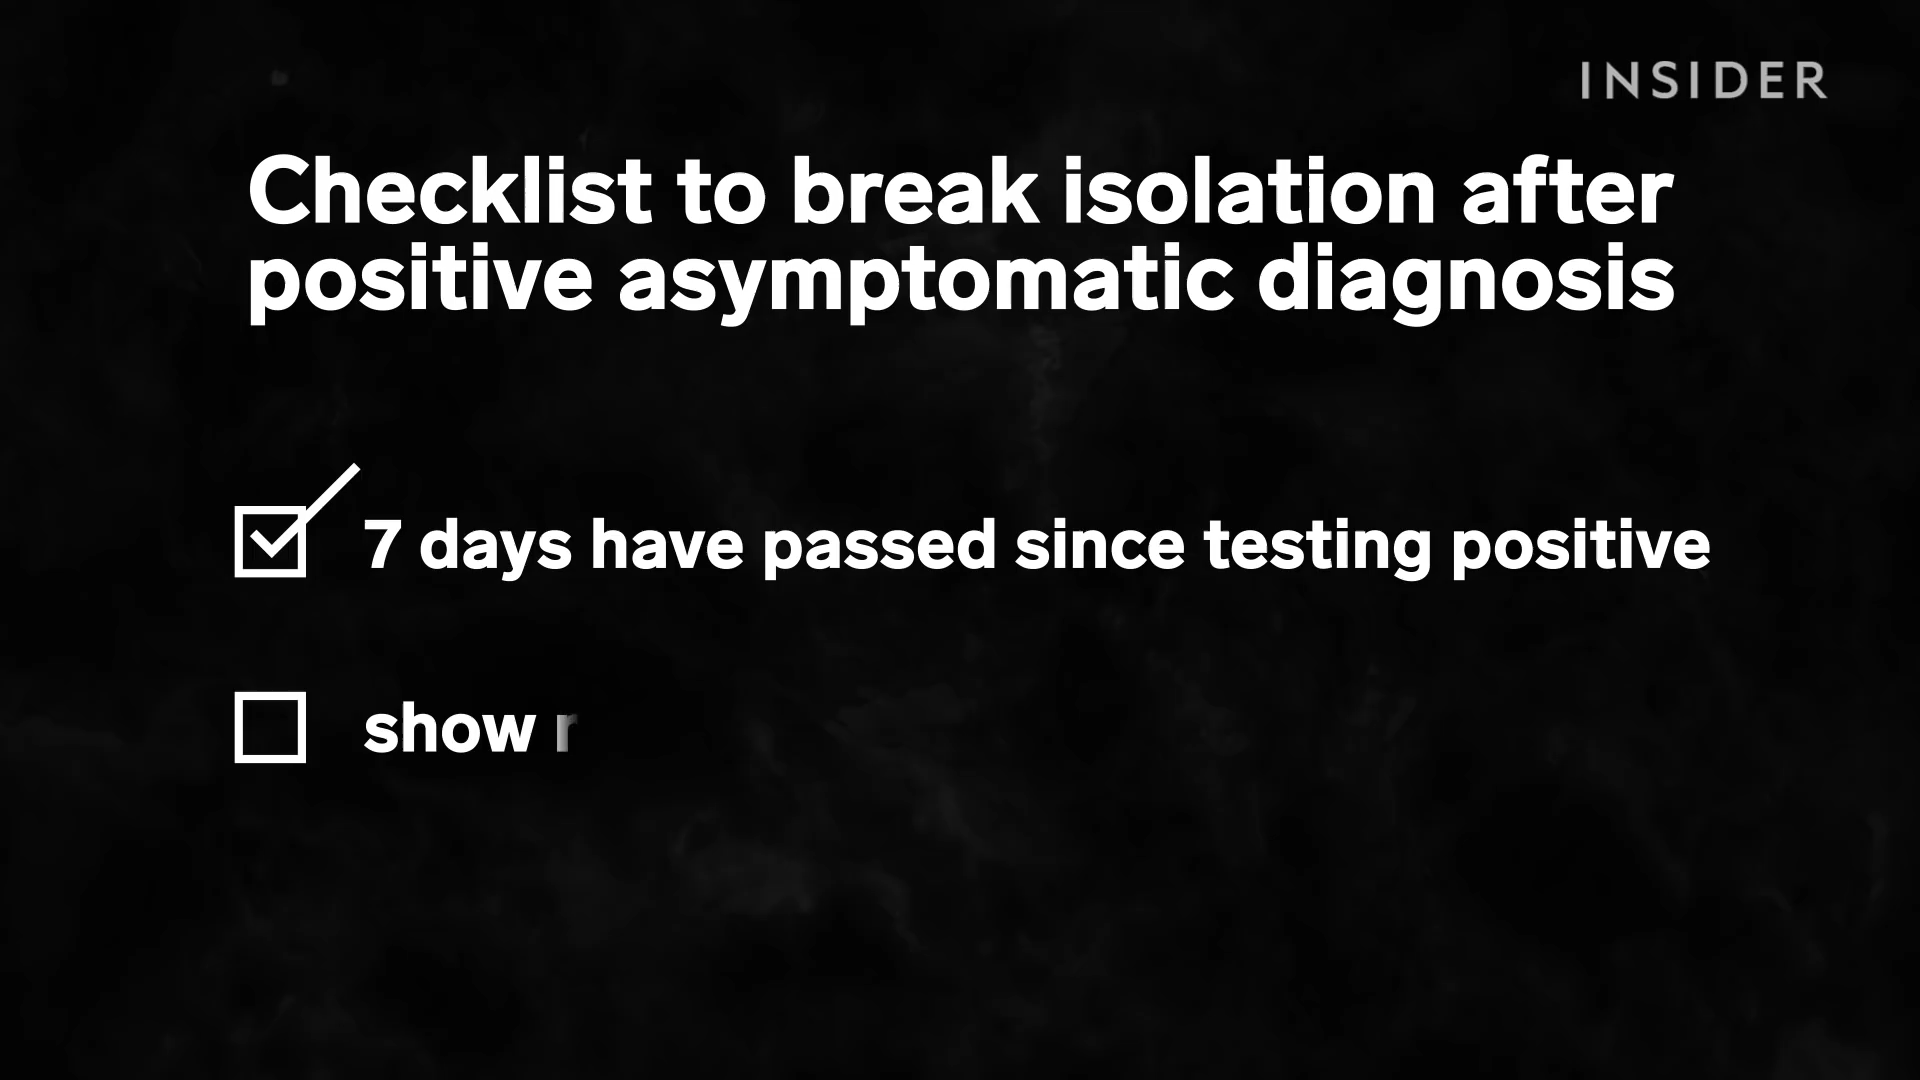 INSIDER
Checklist to break isolation after
positive asymptomatic diagnosis
7 days have passed since testing positive
show